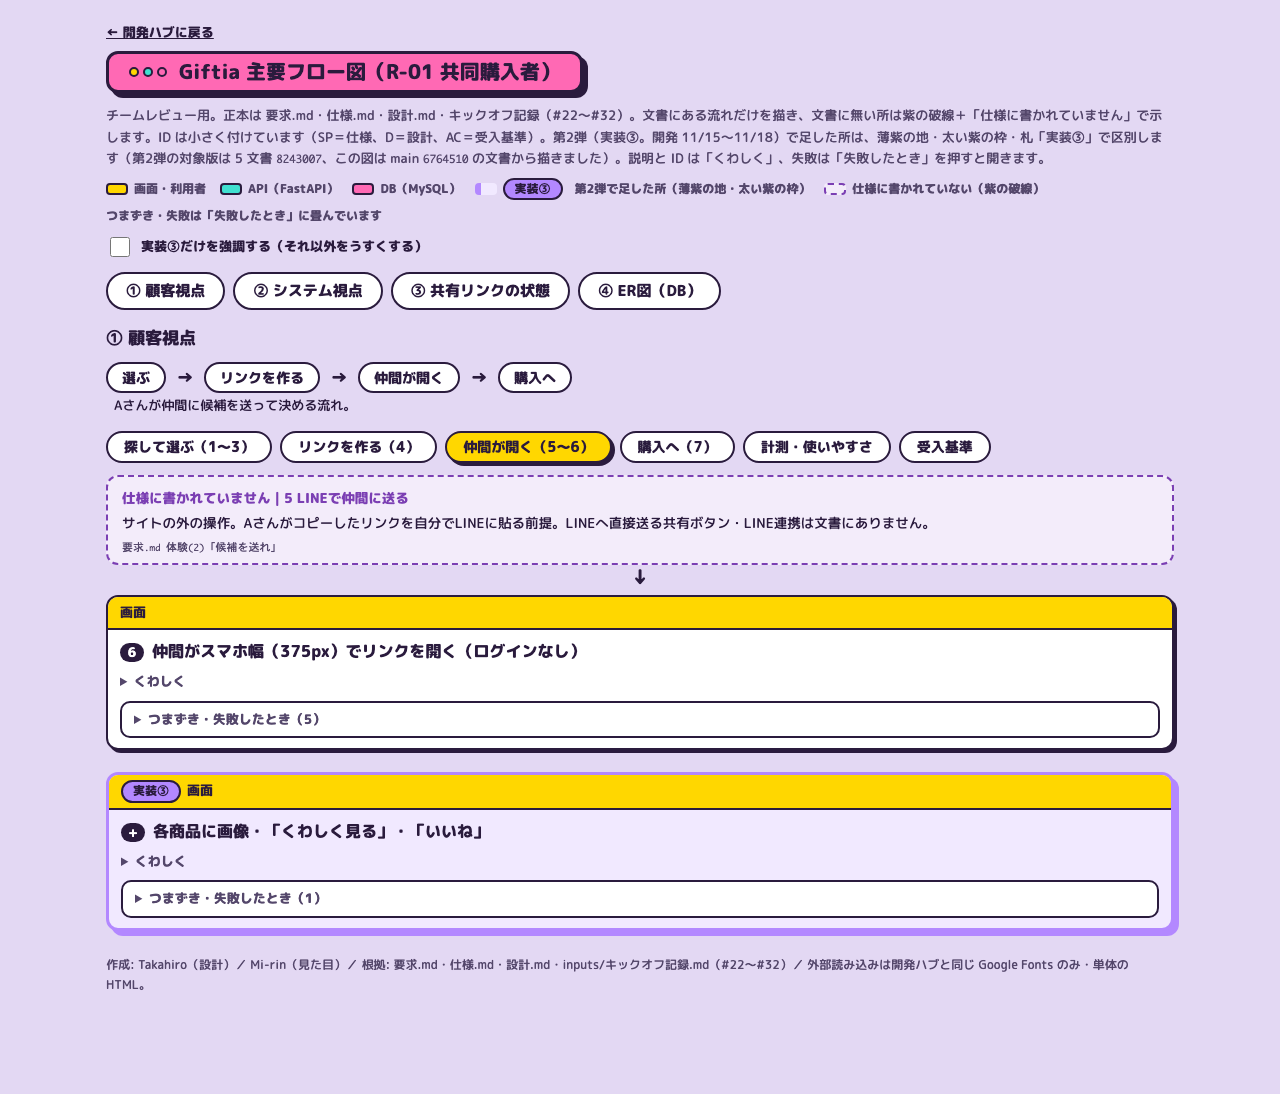 ← 開発ハブに戻る
Giftia 主要フロー図（R-01 共同購入者）
チームレビュー用。正本は 要求.md・仕様.md・設計.md・キックオフ記録（#22〜#32）。文書にある流れだけを描き、文書に無い所は紫の破線＋「仕様に書かれていません」で示
します。ID は小さく付けています（SP＝仕様、D＝設計、AC＝受入基準）。第2弾（実装③。開発 11/15〜11/18）で足した所は、薄紫の地・太い紫の枠・札「実装③」で区別しま
す（第2弾の対象版は 5 文書 8243007、この図は main 6764510 の文書から描きました）。説明と ID は「くわしく」、失敗は「失敗したとき」を押すと開きます。
画面・利用者 API（FastAPI） DB（MySQL） 実装③ 第2弾で足した所（薄紫の地・太い紫の枠） 仕様に書かれていない（紫の破線）
つまずき・失敗は「失敗したとき」に畳んでいます
実装③だけを強調する（それ以外をうすくする）
① 顧客視点 ② システム視点 ③ 共有リンクの状態 ④ ER図（DB）
① 顧客視点
選ぶ → リンクを作る → 仲間が開く → 購入へ
Aさんが仲間に候補を送って決める流れ。
探して選ぶ（1〜3） リンクを作る（4） 仲間が開く（5〜6） 購入へ（7） 計測・使いやすさ 受入基準
仕様に書かれていません｜5 LINEで仲間に送る
サイトの外の操作。Aさんがコピーしたリンクを自分でLINEに貼る前提。LINEへ直接送る共有ボタン・LINE連携は文書にありません。
要求.md 体験(2)「候補を送れ」
↓
画面
6 仲間がスマホ幅（375px）でリンクを開く（ログインなし）
▶ くわしく
▶ つまずき・失敗したとき（5）
実装③ 画面
+ 各商品に画像・「くわしく見る」・「いいね」
▶ くわしく
▶ つまずき・失敗したとき（1）
作成: Takahiro（設計）／ Mi-rin（見た目）／ 根拠: 要求.md・仕様.md・設計.md・inputs/キックオフ記録.md（#22〜#32）／ 外部読み込みは開発ハブと同じ Google Fonts のみ・単体の
HTML。